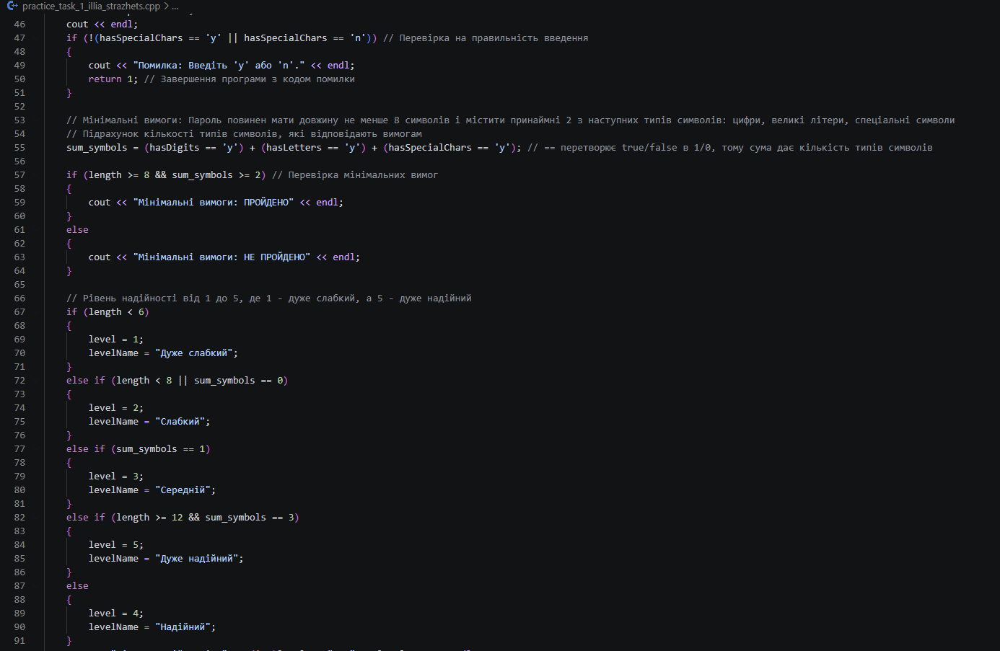 practice_task_1_illia_strazhets.cpp > ...
46 cout << endl;
47 if (!(hasSpecialChars == 'y' || hasSpecialChars == 'n')) // Перевірка на правильність введення
48 {
49 cout << "Помилка: Введіть 'y' або 'n'." << endl;
50 return 1; // Завершення програми з кодом помилки
51 }
52
53 // Мінімальні вимоги: Пароль повинен мати довжину не менше 8 символів і містити принаймні 2 з наступних типів символів: цифри, великі літери, спеціальні символи
54 // Підрахунок кількості типів символів, які відповідають вимогам
55 sum_symbols = (hasDigits == 'y') + (hasLetters == 'y') + (hasSpecialChars == 'y'); // == перетворює true/false в 1/0, тому сума дає кількість типів символів
56
57 if (length >= 8 && sum_symbols >= 2) // Перевірка мінімальних вимог
58 {
59 cout << "Мінімальні вимоги: ПРОЙДЕНО" << endl;
60 }
61 else
62 {
63 cout << "Мінімальні вимоги: НЕ ПРОЙДЕНО" << endl;
64 }
65
66 // Рівень надійності від 1 до 5, де 1 - дуже слабкий, а 5 - дуже надійний
67 if (length < 6)
68 {
69 level = 1;
70 levelName = "Дуже слабкий";
71 }
72 else if (length < 8 || sum_symbols == 0)
73 {
74 level = 2;
75 levelName = "Слабкий";
76 }
77 else if (sum_symbols == 1)
78 {
79 level = 3;
80 levelName = "Середній";
81 }
82 else if (length >= 12 && sum_symbols == 3)
83 {
84 level = 5;
85 levelName = "Дуже надійний";
86 }
87 else
88 {
89 level = 4;
90 levelName = "Надійний";
91 }